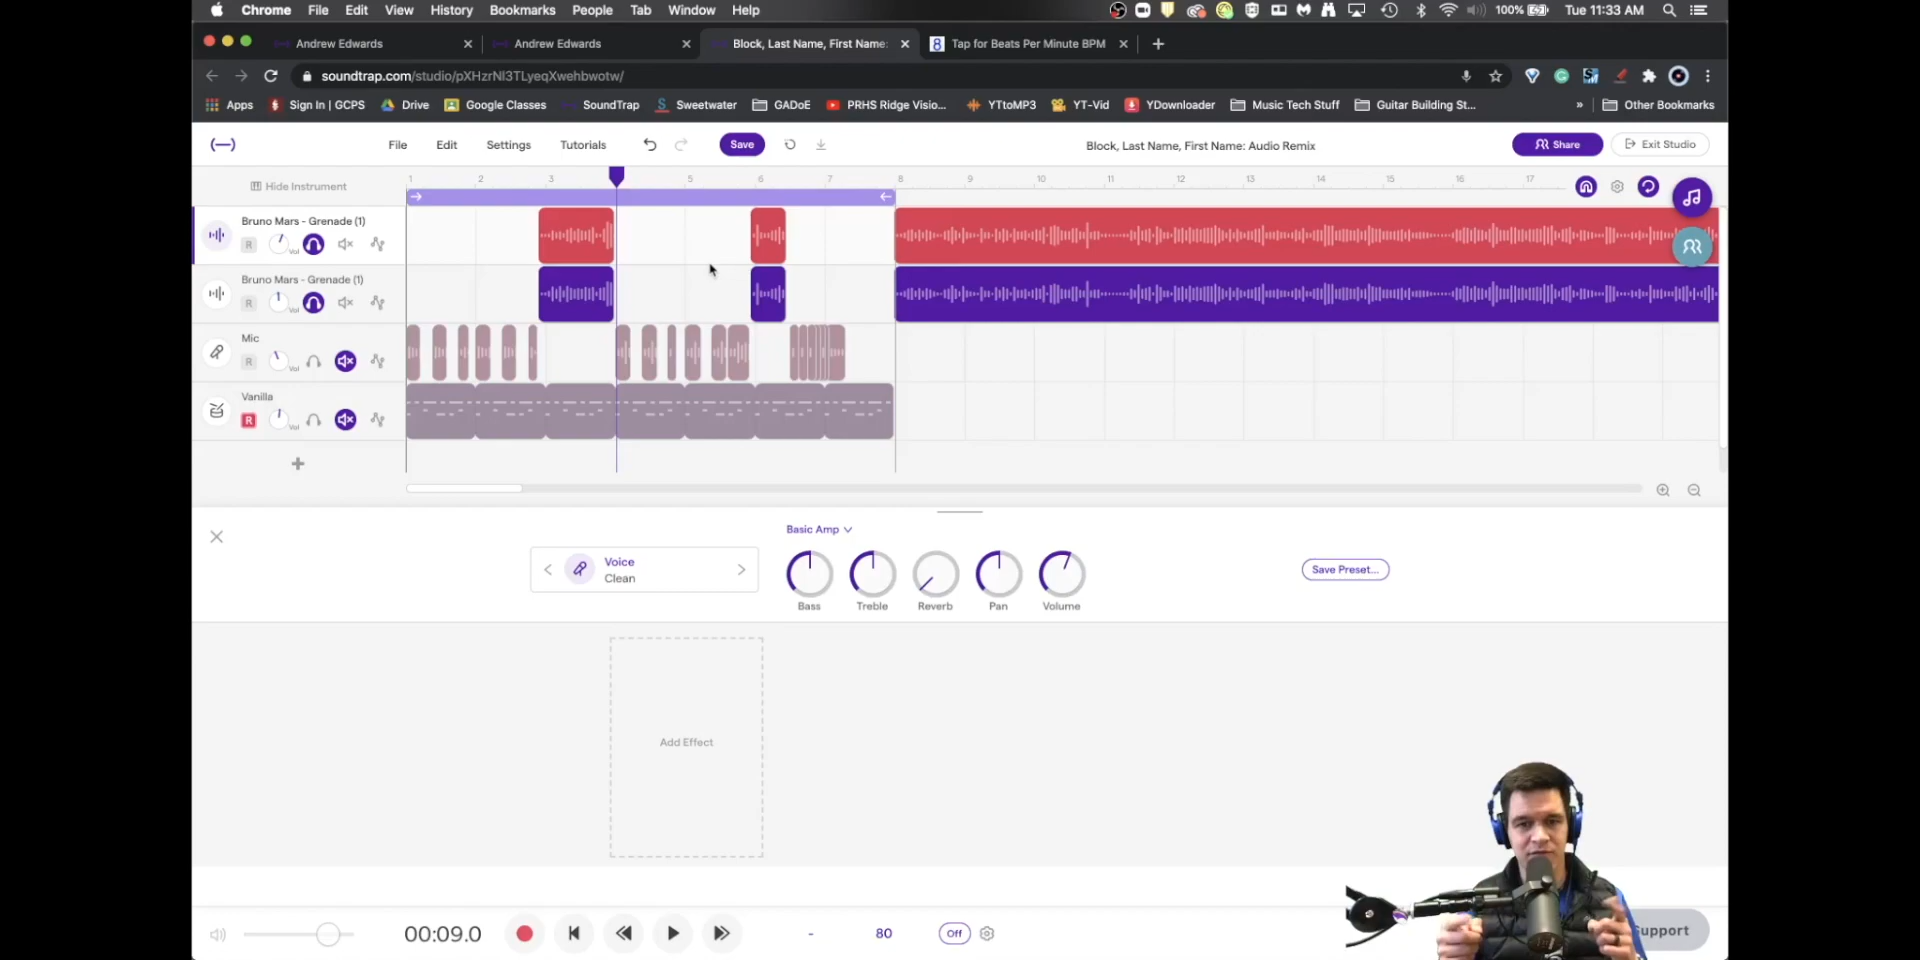 Chrome File Edit View History Bookmarks People Tab Window Help 100% Tue 11:33 AM
Andrew Edwards Andrew Edwards Block, Last Name, First Name: Tap for Beats Per Minute BPM
soundtrap.com/studio/pXHzrNI3TLyeqXwehbwotw/
Apps Sign In | GCPS Drive Google Classes SoundTrap Sweetwater GADoE PRHS Ridge Visio... YTtoMP3 YT-Vid YDownloader Music Tech Stuff Guitar Building St... » Other Bookmarks
File Edit Settings Tutorials Save Block, Last Name, First Name: Audio Remix Share Exit Studio
Hide Instrument 1 2 3 5 6 7 8 9 10 11 12 13 14 15 16 17
Bruno Mars - Grenade (1)
R Vol
Bruno Mars - Grenade (1)
R Vol
Mic
R Vol
Vanilla
R Vol
Basic Amp
Voice
Clean
Save Preset...
Bass Treble Reverb Pan Volume
Add Effect
00:09.0 - 80 Off Support